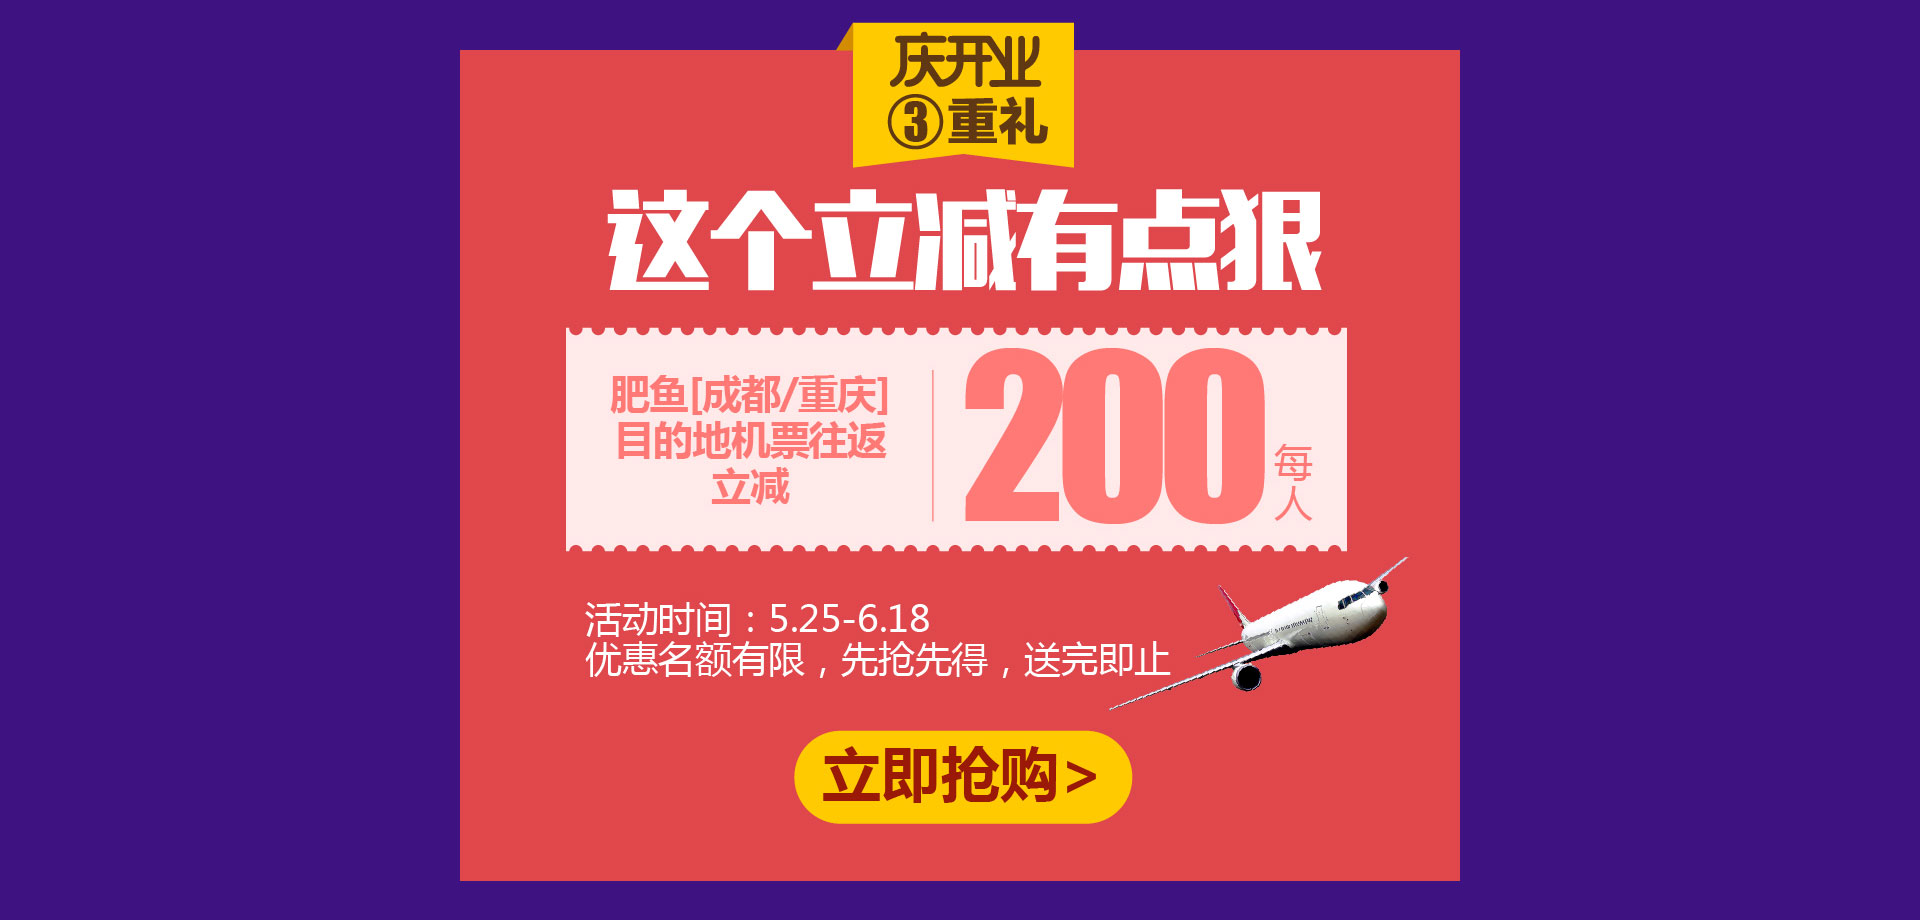 庆开业
③重礼
这个立减有点狠
肥鱼[成都/重庆]
目的地机票往返
立减
200
每
人
活动时间：5.25-6.18
优惠名额有限，先抢先得，送完即止
立即抢购>